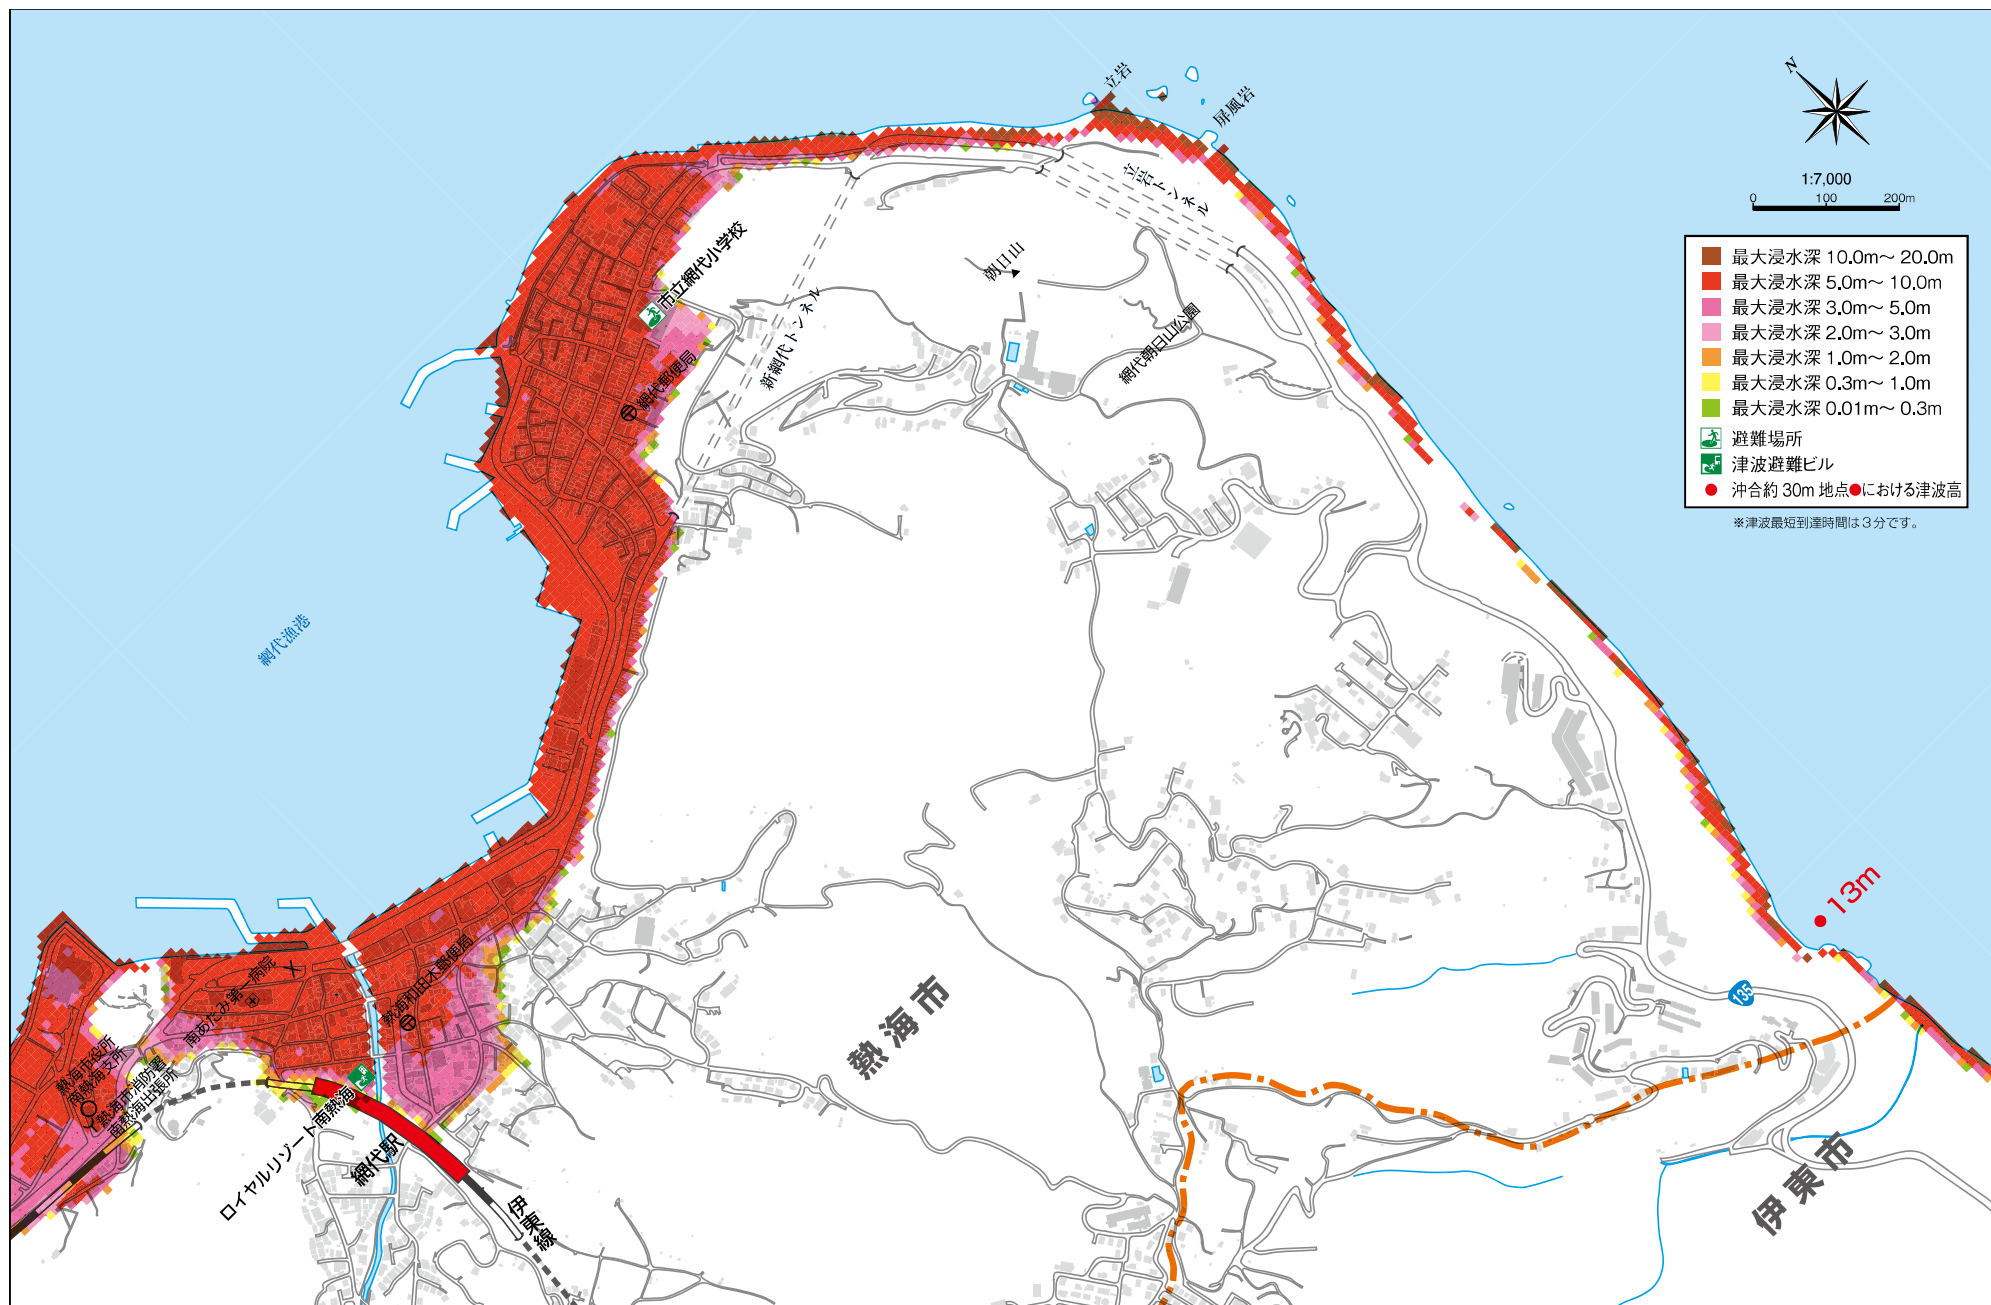 立岩
屏風岩
N
1:7,000
0 100 200m
立岩トンネル
市立網代小学校
朝日山
新網代トンネル
網代朝日山公園
網代郵便局
最大浸水深 10.0m～ 20.0m
最大浸水深 5.0m～ 10.0m
最大浸水深 3.0m～ 5.0m
最大浸水深 2.0m～ 3.0m
最大浸水深 1.0m～ 2.0m
最大浸水深 0.3m～ 1.0m
最大浸水深 0.01m～ 0.3m
避難場所
津波避難ビル
沖合約 30m 地点●における津波高
※津波最短到達時間は３分です。
網代漁港
13m
熱海和田木郵便局
南あたみ第一病院
熱海市
135
熱海市役所
南熱海支所
熱海市消防署
南熱海出張所
ロイヤルリゾート南熱海
網代駅
伊東線
伊東市